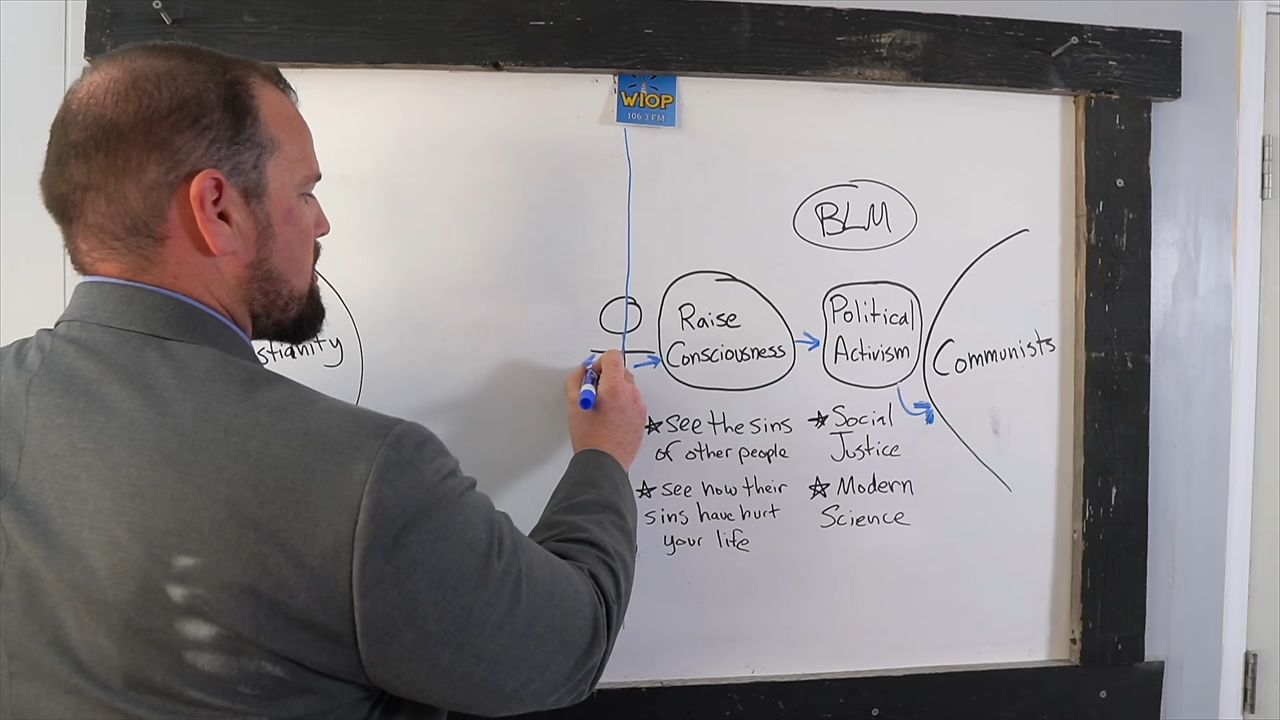 WIOP
106.3 FM
BLM
Raise
Consciousness
Political
Activism
Communists
stianity
★ see the sins
of other people
★ see how their
sins have hurt
your life
★ Social
Justice
★ Modern
Science